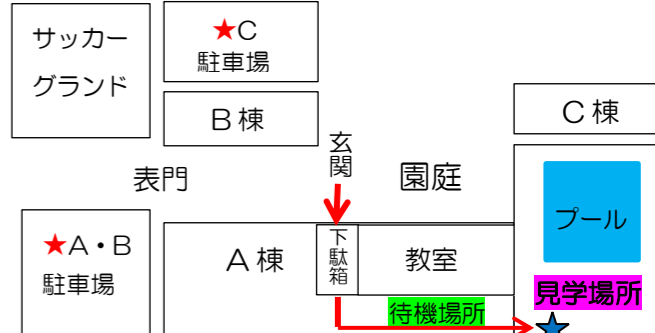 サッカー
グランド
★C
駐車場
B棟
C棟
玄関
表門
園庭
プール
★A・B
駐車場
A棟
下駄箱
教室
見学場所
待機場所